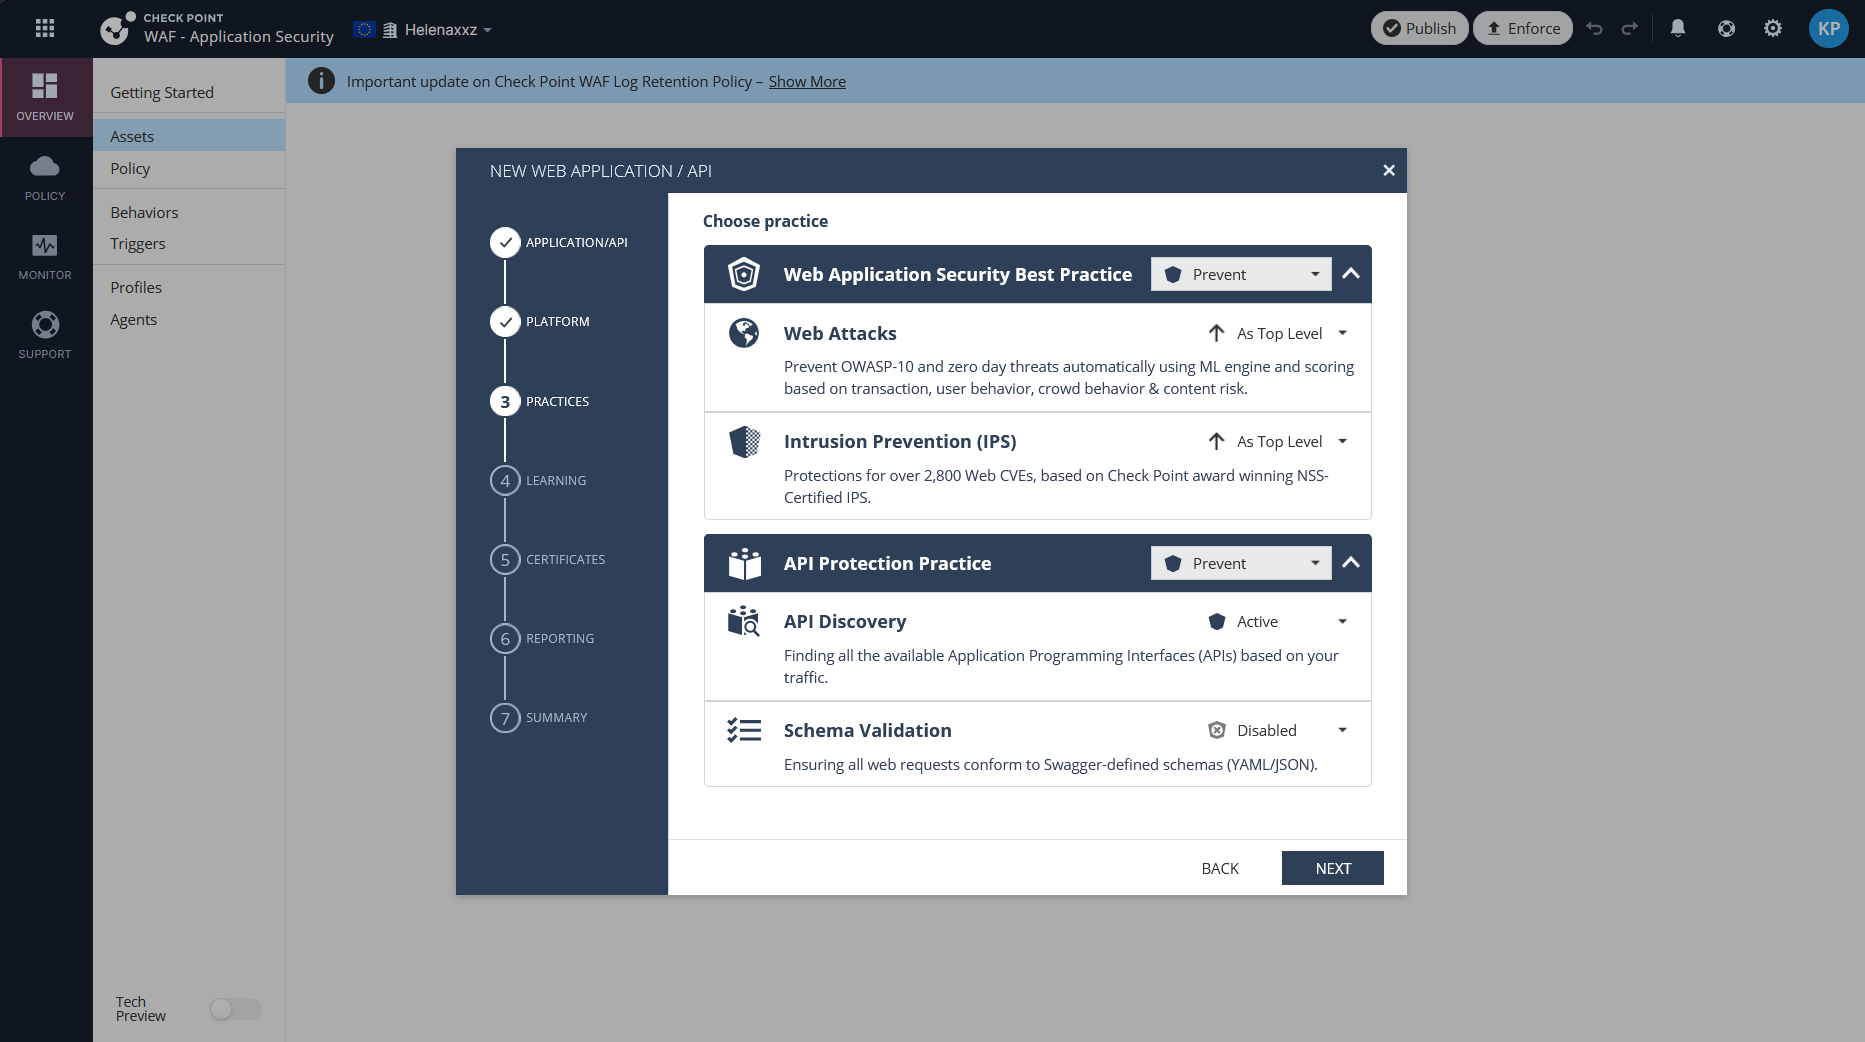 CHECK POINT
WAF - Application Security
Helenaxxz
Publish
Enforce
KP
OVERVIEW
POLICY
MONITOR
SUPPORT
Getting Started
Assets
Policy
Behaviors
Triggers
Profiles
Agents
Tech
Preview
Important update on Check Point WAF Log Retention Policy – Show More
NEW WEB APPLICATION / API
APPLICATION/API
PLATFORM
3 PRACTICES
4 LEARNING
5 CERTIFICATES
6 REPORTING
7 SUMMARY
Choose practice
Web Application Security Best Practice
Prevent
Web Attacks
As Top Level
Prevent OWASP-10 and zero day threats automatically using ML engine and scoring
based on transaction, user behavior, crowd behavior & content risk.
Intrusion Prevention (IPS)
As Top Level
Protections for over 2,800 Web CVEs, based on Check Point award winning NSS-
Certified IPS.
API Protection Practice
Prevent
API Discovery
Active
Finding all the available Application Programming Interfaces (APIs) based on your
traffic.
Schema Validation
Disabled
Ensuring all web requests conform to Swagger-defined schemas (YAML/JSON).
BACK
NEXT